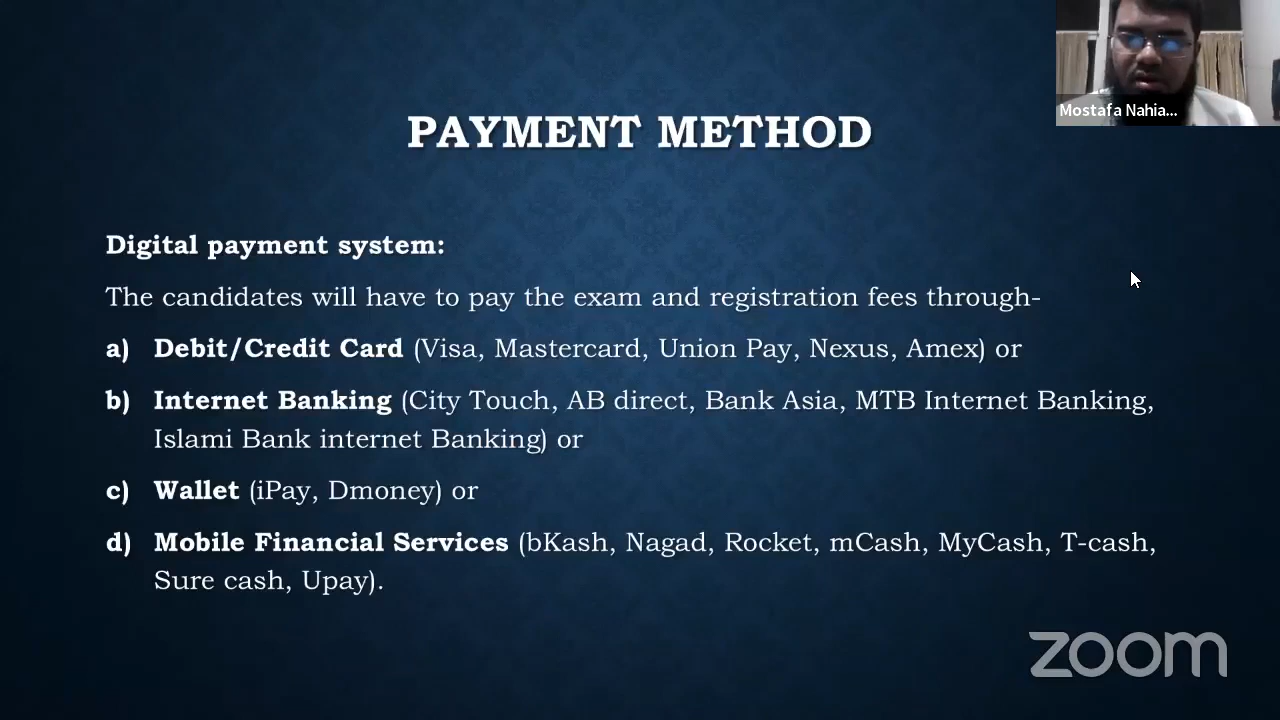 PAYMENT METHOD
Mostafa Nahia...
Digital payment system:
The candidates will have to pay the exam and registration fees through-
a) Debit/Credit Card (Visa, Mastercard, Union Pay, Nexus, Amex) or
b) Internet Banking (City Touch, AB direct, Bank Asia, MTB Internet Banking,
Islami Bank internet Banking) or
c) Wallet (iPay, Dmoney) or
d) Mobile Financial Services (bKash, Nagad, Rocket, mCash, MyCash, T-cash,
Sure cash, Upay).
zoom